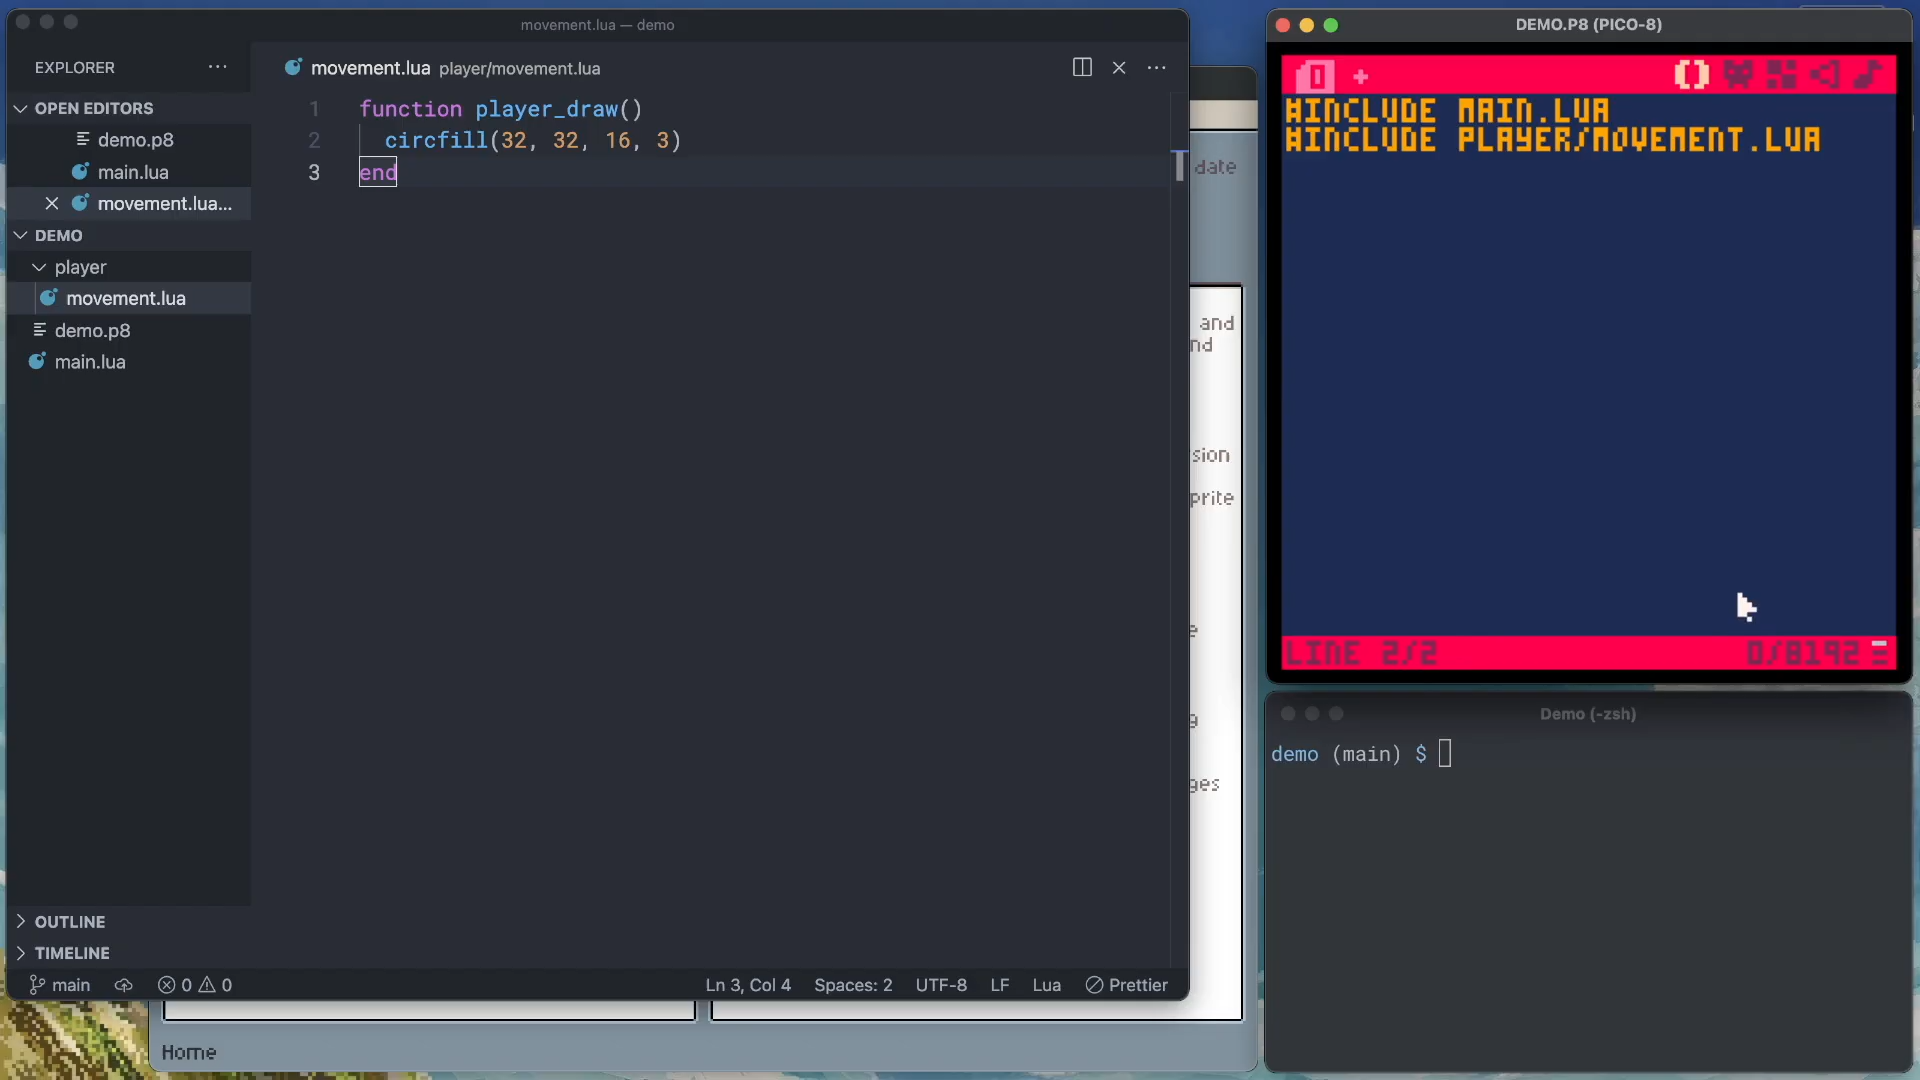 movement.lua — demo
EXPLORER
OPEN EDITORS
demo.p8
main.lua
movement.lua...
DEMO
player
movement.lua
demo.p8
main.lua
OUTLINE
TIMELINE
movement.lua player/movement.lua
1 function player_draw()
2 circfill(32, 32, 16, 3)
3 end
main
0 0
Ln 3, Col 4
Spaces: 2
UTF-8
LF
Lua
Prettier
date
and
nd
sion
prite
e
g
ges
Home
DEMO.P8 (PICO-8)
0 +
#INCLUDE MAIN.LUA
#INCLUDE PLAYER/MOVEMENT.LUA
LINE 2/2
0/8192
Demo (-zsh)
demo (main) $